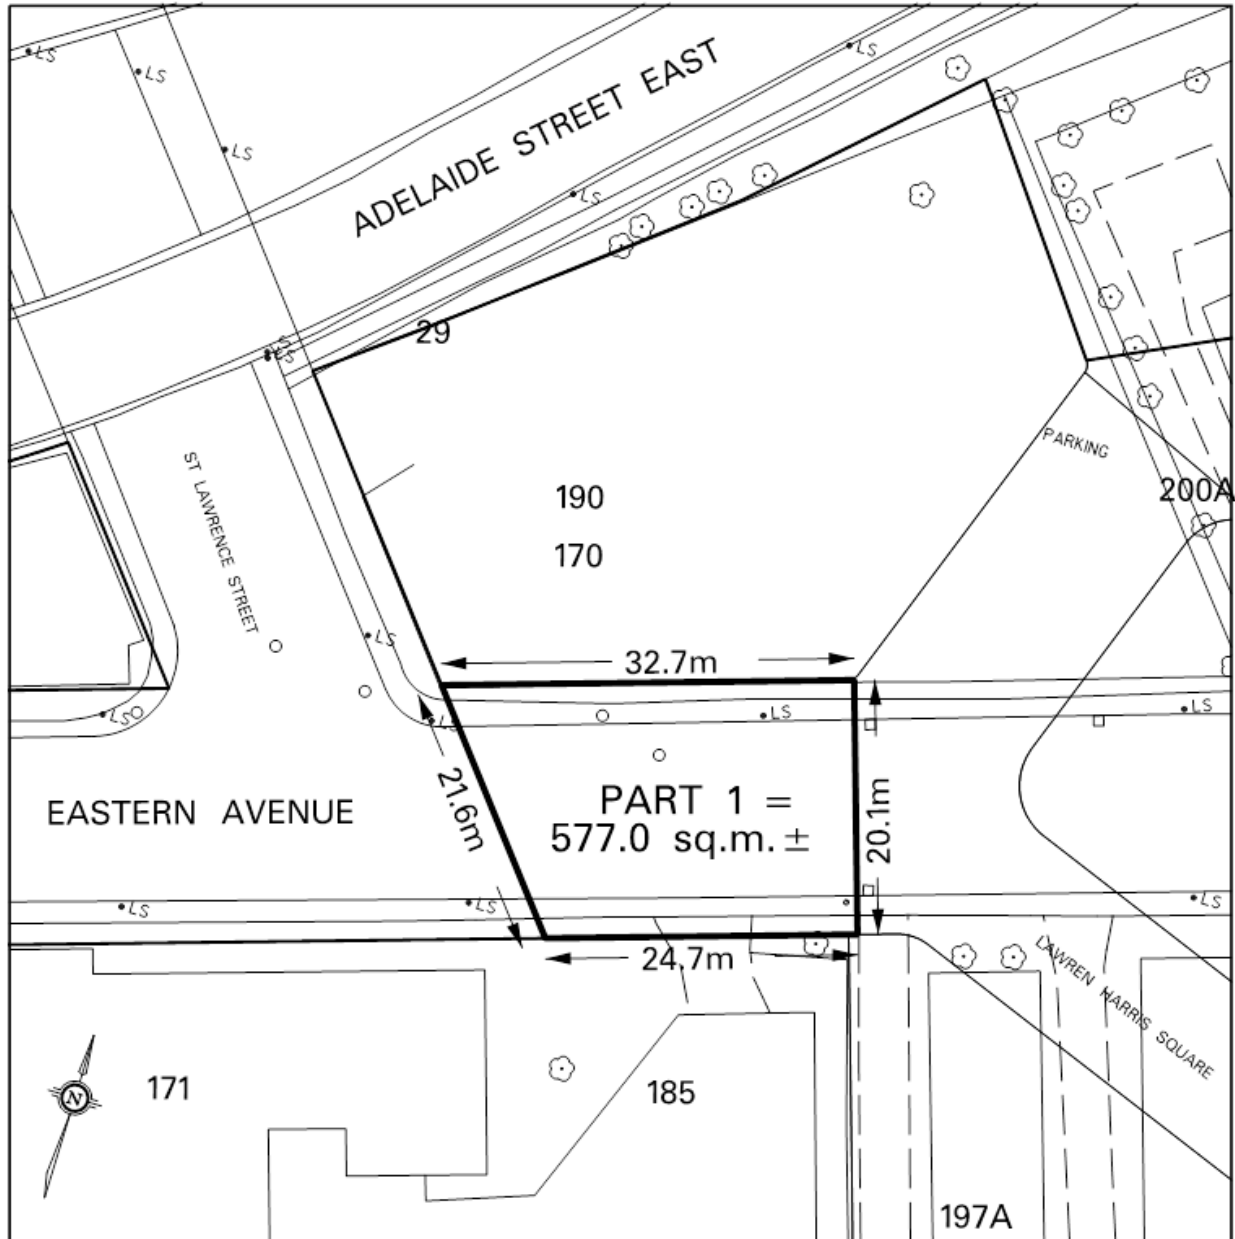 LS
LS
LS
LS
ADELAIDE STREET EAST
LS
29
LS
LS
ST LAWRENCE STREET
PARKING
200A
190
170
LS
32.7m
LS
LS
LS
LS
21.6m
EASTERN AVENUE
PART 1 =
577.0 sq.m. ±
20.1m
LS
LS
LS
24.7m
LAWREN HARRIS SQUARE
N
171
185
197A